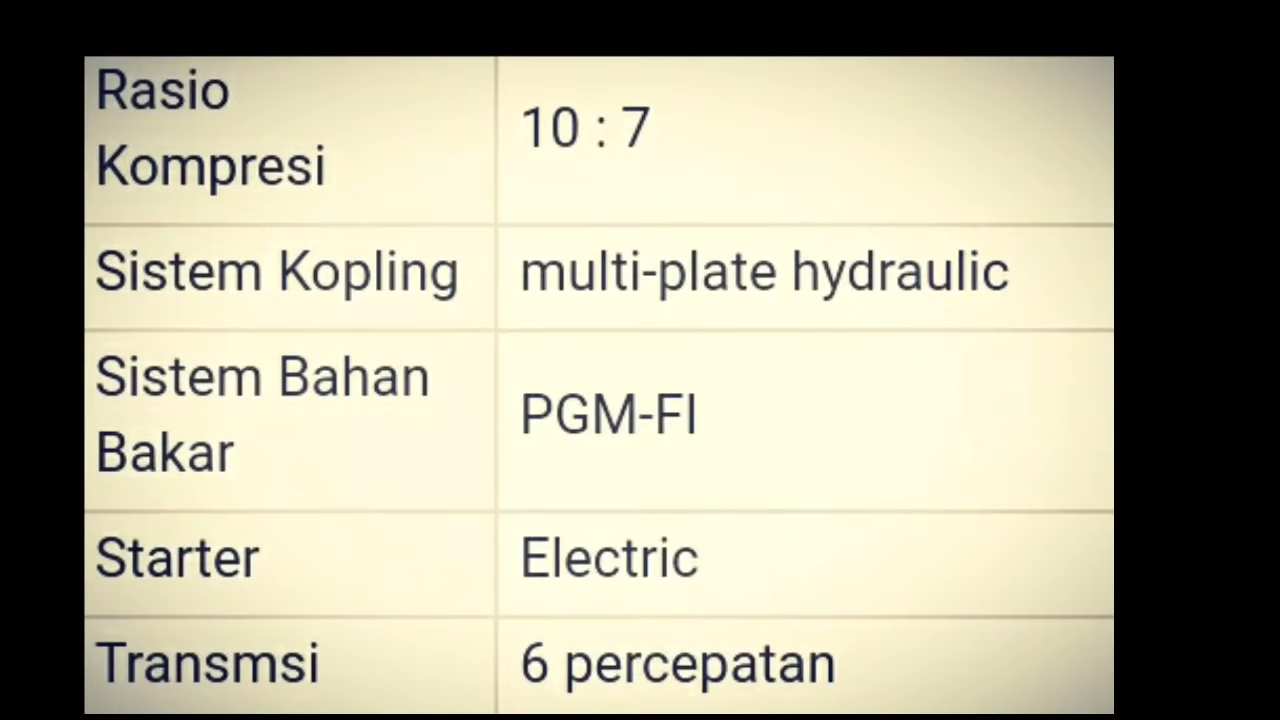 Rasio
Kompresi
10 : 7
Sistem Kopling
multi-plate hydraulic
Sistem Bahan
Bakar
PGM-FI
Starter
Electric
Transmsi
6 percepatan